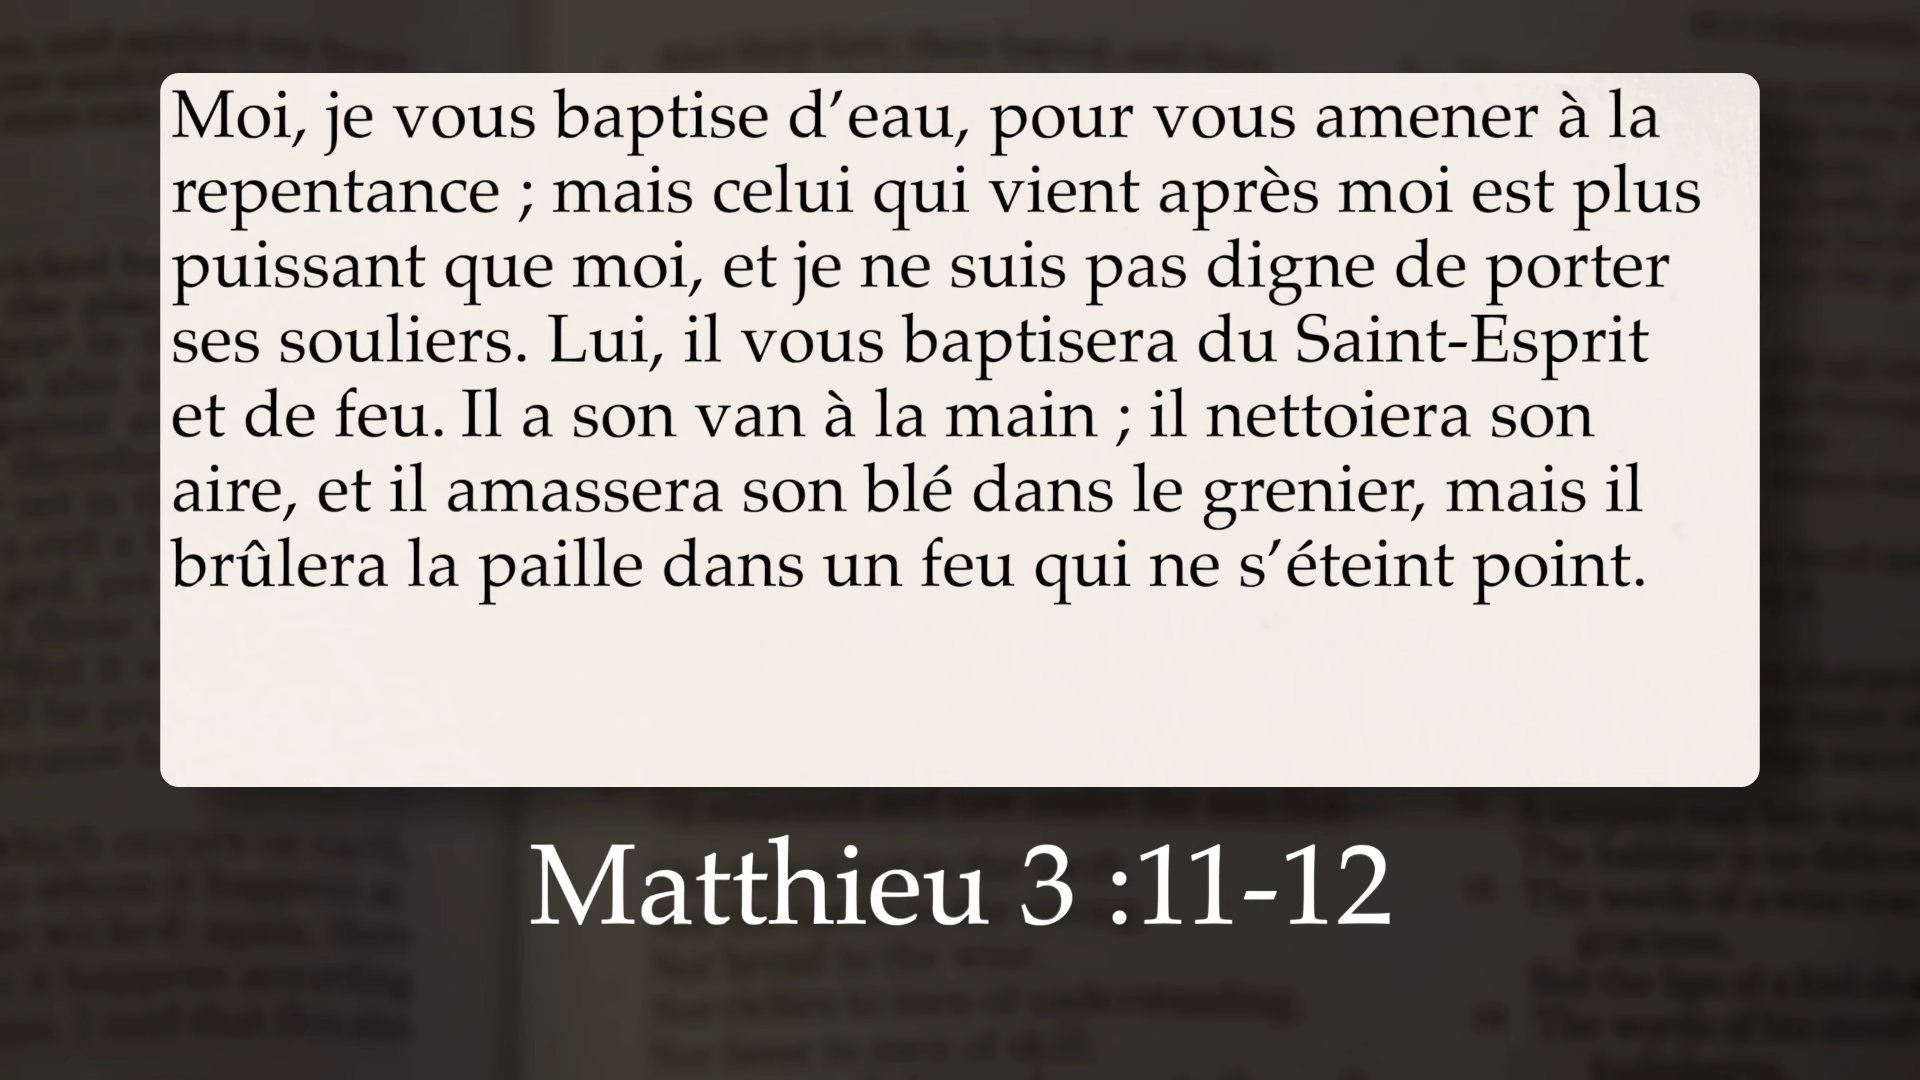 Moi, je vous baptise d’eau, pour vous amener à la
repentance ; mais celui qui vient après moi est plus
puissant que moi, et je ne suis pas digne de porter
ses souliers. Lui, il vous baptisera du Saint-Esprit
et de feu. Il a son van à la main ; il nettoiera son
aire, et il amassera son blé dans le grenier, mais il
brûlera la paille dans un feu qui ne s’éteint point.
Matthieu 3 :11-12